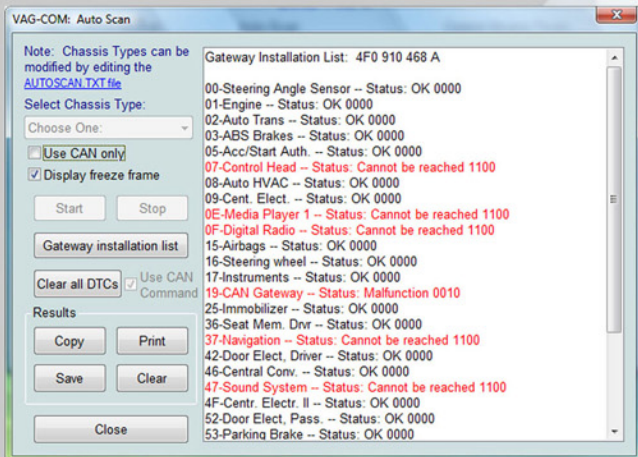 VAG-COM: Auto Scan
Note: Chassis Types can be
modified by editing the
AUTOSCAN.TXT file
Select Chassis Type:
Choose One:
Use CAN only
Display freeze frame
Start
Stop
Gateway installation list
Clear all DTCs
Use CAN
Command
Results
Copy
Print
Save
Clear
Close
Gateway Installation List: 4F0 910 468 A
00-Steering Angle Sensor -- Status: OK 0000
01-Engine -- Status: OK 0000
02-Auto Trans -- Status: OK 0000
03-ABS Brakes -- Status: OK 0000
05-Acc/Start Auth. -- Status: OK 0000
07-Control Head -- Status: Cannot be reached 1100
08-Auto HVAC -- Status: OK 0000
09-Cent. Elect. -- Status: OK 0000
0E-Media Player 1 -- Status: Cannot be reached 1100
0F-Digital Radio -- Status: Cannot be reached 1100
15-Airbags -- Status: OK 0000
16-Steering wheel -- Status: OK 0000
17-Instruments -- Status: OK 0000
19-CAN Gateway -- Status: Malfunction 0010
25-Immobilizer -- Status: OK 0000
36-Seat Mem. Drvr -- Status: OK 0000
37-Navigation -- Status: Cannot be reached 1100
42-Door Elect, Driver -- Status: OK 0000
46-Central Conv. -- Status: OK 0000
47-Sound System -- Status: Cannot be reached 1100
4F-Centr. Electr. II -- Status: OK 0000
52-Door Elect, Pass. -- Status: OK 0000
53-Parking Brake -- Status: OK 0000